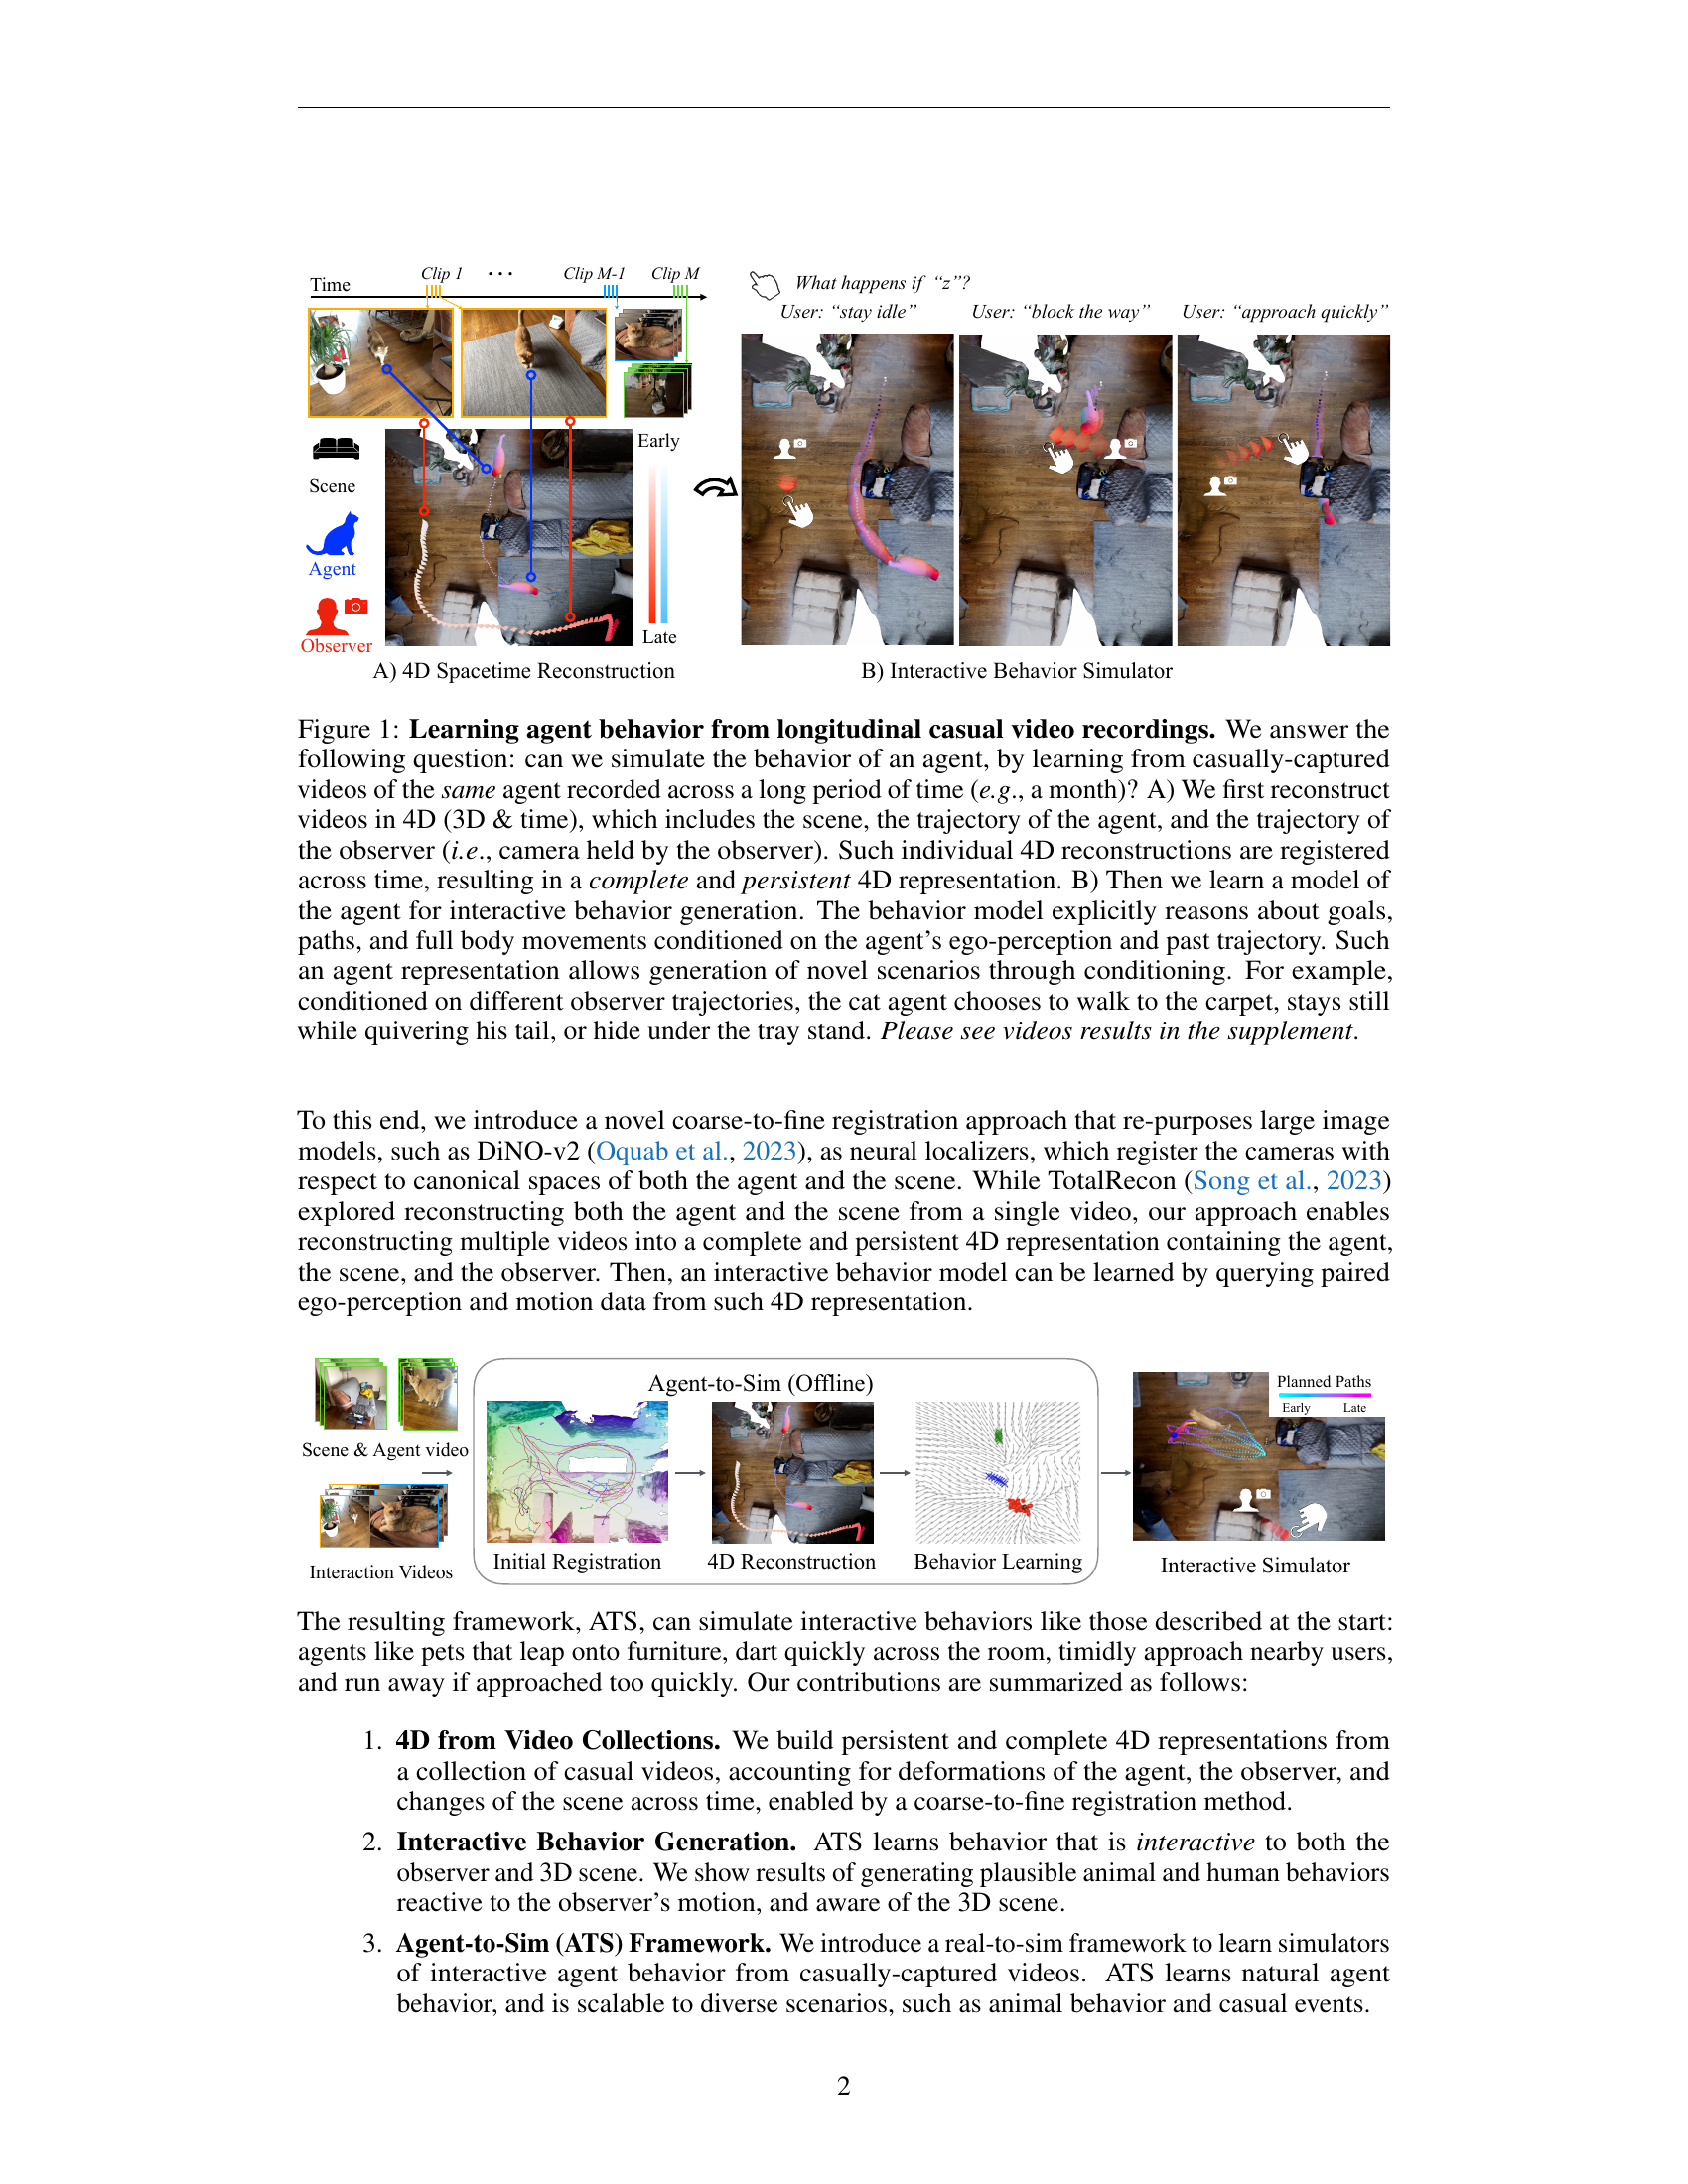 Time
Clip 1 ··· Clip M-1 Clip M
Scene
Agent
Observer
Early
Late
A) 4D Spacetime Reconstruction
What happens if “z”?
User: “stay idle” User: “block the way” User: “approach quickly”
B) Interactive Behavior Simulator
Figure 1: Learning agent behavior from longitudinal casual video recordings. We answer the
following question: can we simulate the behavior of an agent, by learning from casually-captured
videos of the same agent recorded across a long period of time (e.g., a month)? A) We first reconstruct
videos in 4D (3D & time), which includes the scene, the trajectory of the agent, and the trajectory of
the observer (i.e., camera held by the observer). Such individual 4D reconstructions are registered
across time, resulting in a complete and persistent 4D representation. B) Then we learn a model of
the agent for interactive behavior generation. The behavior model explicitly reasons about goals,
paths, and full body movements conditioned on the agent’s ego-perception and past trajectory. Such
an agent representation allows generation of novel scenarios through conditioning. For example,
conditioned on different observer trajectories, the cat agent chooses to walk to the carpet, stays still
while quivering his tail, or hide under the tray stand. Please see videos results in the supplement.
To this end, we introduce a novel coarse-to-fine registration approach that re-purposes large image
models, such as DiNO-v2 (Oquab et al., 2023), as neural localizers, which register the cameras with
respect to canonical spaces of both the agent and the scene. While TotalRecon (Song et al., 2023)
explored reconstructing both the agent and the scene from a single video, our approach enables
reconstructing multiple videos into a complete and persistent 4D representation containing the agent,
the scene, and the observer. Then, an interactive behavior model can be learned by querying paired
ego-perception and motion data from such 4D representation.
Scene & Agent video
Interaction Videos
Agent-to-Sim (Offline)
Initial Registration 4D Reconstruction Behavior Learning
Planned Paths
Early Late
Interactive Simulator
The resulting framework, ATS, can simulate interactive behaviors like those described at the start:
agents like pets that leap onto furniture, dart quickly across the room, timidly approach nearby users,
and run away if approached too quickly. Our contributions are summarized as follows:
1. 4D from Video Collections. We build persistent and complete 4D representations from
a collection of casual videos, accounting for deformations of the agent, the observer, and
changes of the scene across time, enabled by a coarse-to-fine registration method.
2. Interactive Behavior Generation. ATS learns behavior that is interactive to both the
observer and 3D scene. We show results of generating plausible animal and human behaviors
reactive to the observer’s motion, and aware of the 3D scene.
3. Agent-to-Sim (ATS) Framework. We introduce a real-to-sim framework to learn simulators
of interactive agent behavior from casually-captured videos. ATS learns natural agent
behavior, and is scalable to diverse scenarios, such as animal behavior and casual events.
2